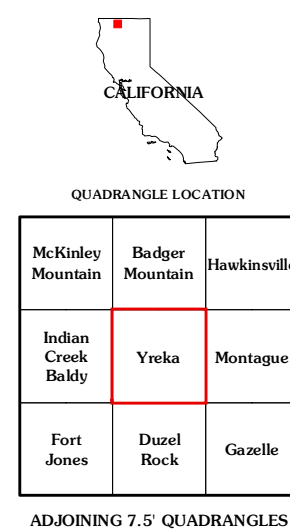 CALIFORNIA
QUADRANGLE LOCATION
McKinley
Mountain
Badger
Mountain
Hawkinsville
Indian
Creek
Baldy
Yreka
Montague
Fort
Jones
Duzel
Rock
Gazelle
ADJOINING 7.5' QUADRANGLES